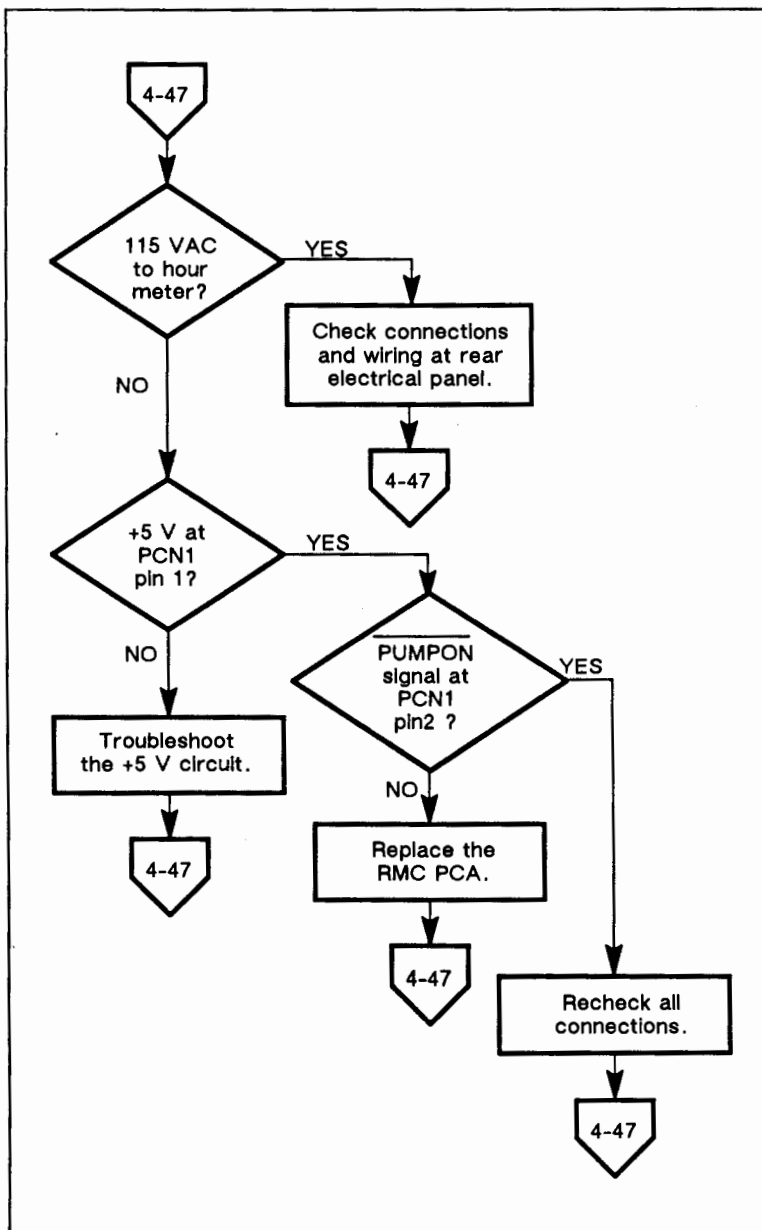 4-47
115 VAC
to hour
meter?
YES
Check connections
and wiring at rear
electrical panel.
NO
4-47
+5 V at
PCN1
pin 1?
YES
PUMPON
signal at
PCN1
pin2 ?
YES
NO
Troubleshoot
the +5 V circuit.
NO
Replace the
RMC PCA.
4-47
4-47
Recheck all
connections.
4-47